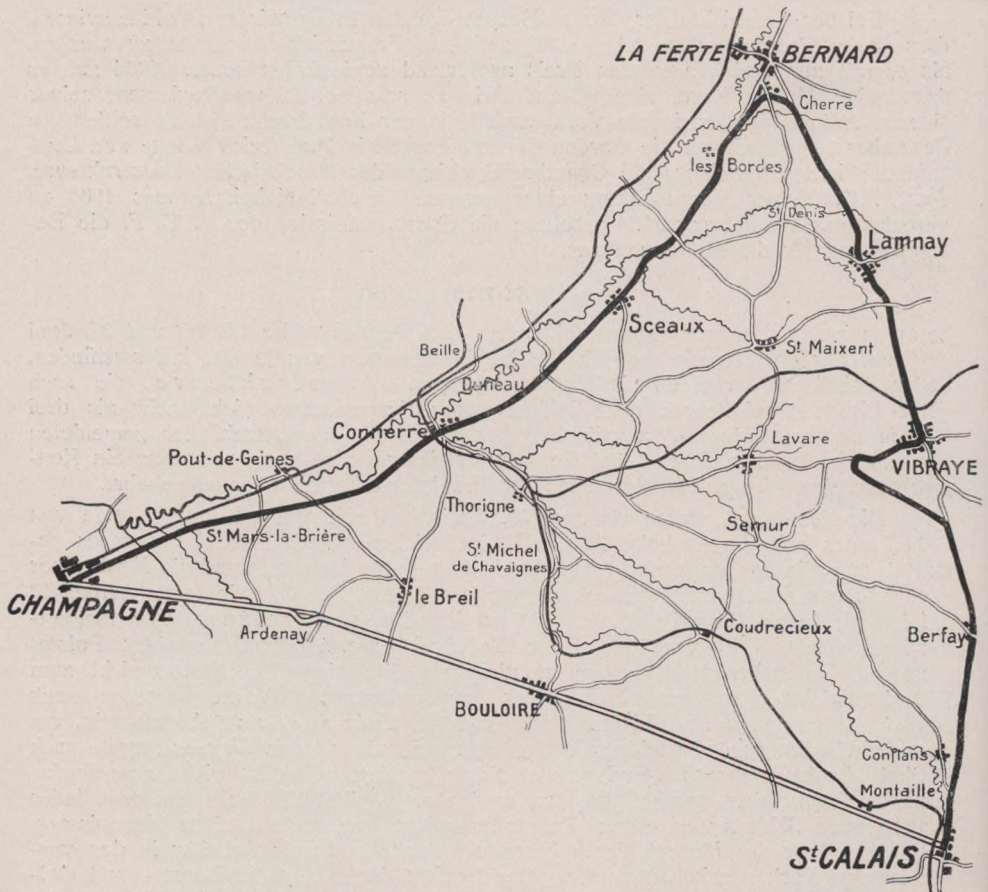 LA FERTE BERNARD
Cherré
les Bordes
St Denis
Lamnay
Sceaux
St. Maixent
Beille
Duneau
Connerré
Lavare
VIBRAYE
Pout-de-Geines
Thorigne
Semur
St Mars-la-Brière
St Michel
de Chavaignes
le Breil
CHAMPAGNE
Ardenay
Coudrecieux
Berfay
BOULOIRE
Conflans
Montaille
St CALAIS